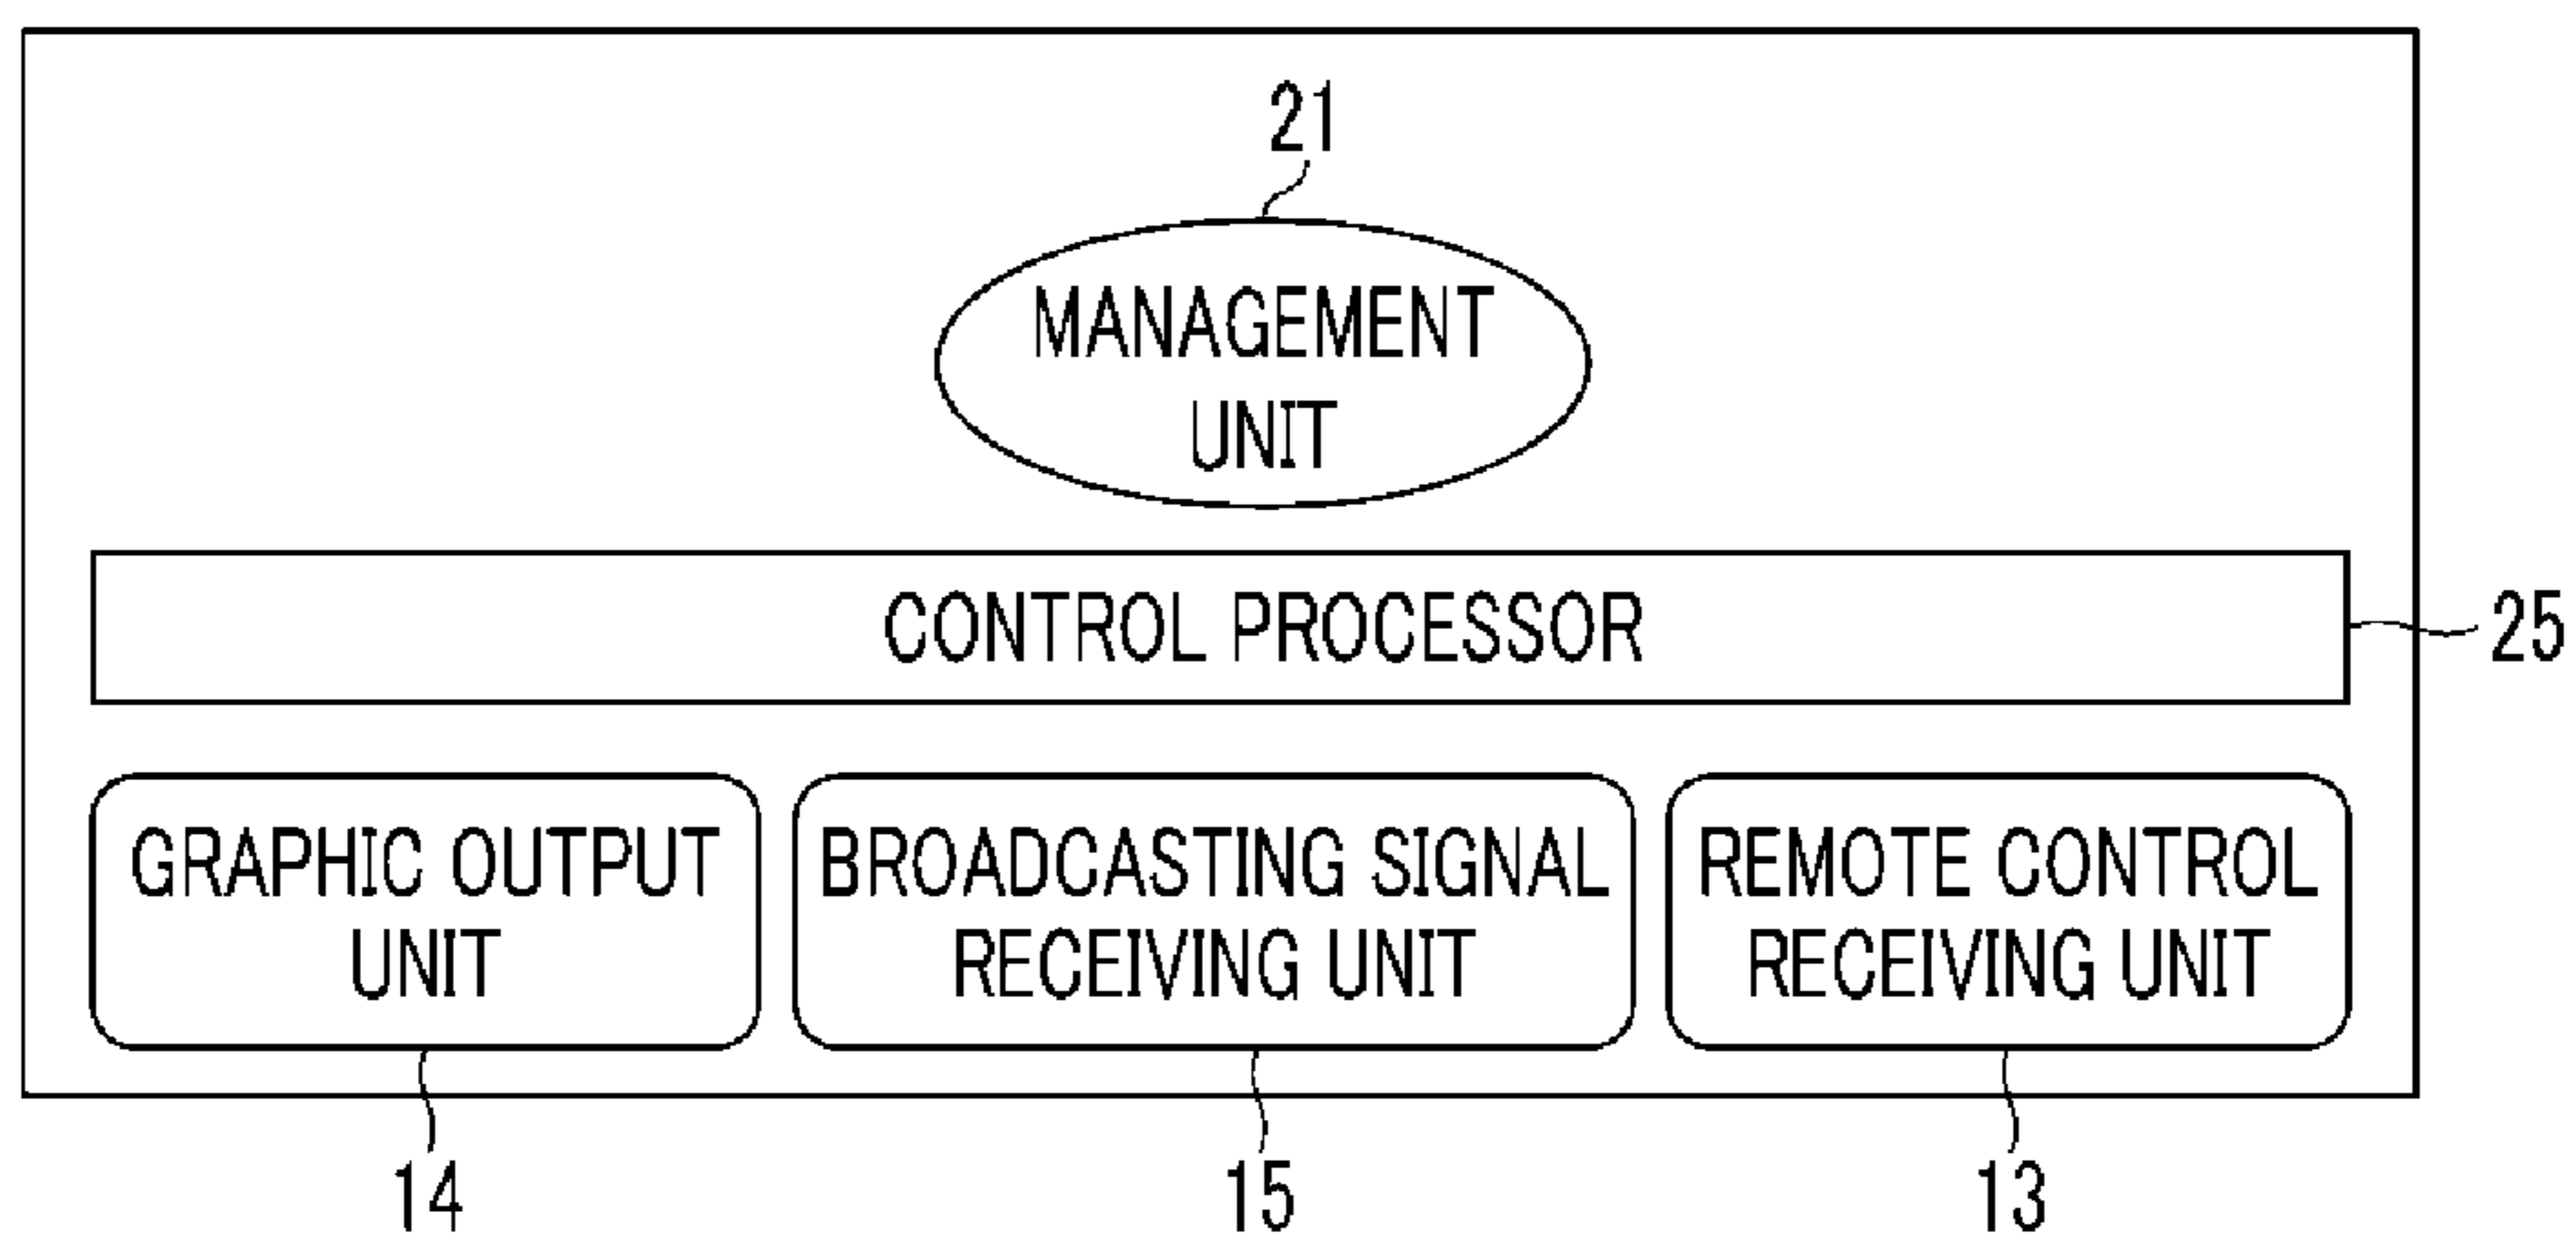 21
MANAGEMENT
UNIT
CONTROL PROCESSOR
25
GRAPHIC OUTPUT
UNIT
BROADCASTING SIGNAL
RECEIVING UNIT
REMOTE CONTROL
RECEIVING UNIT
14
15
13